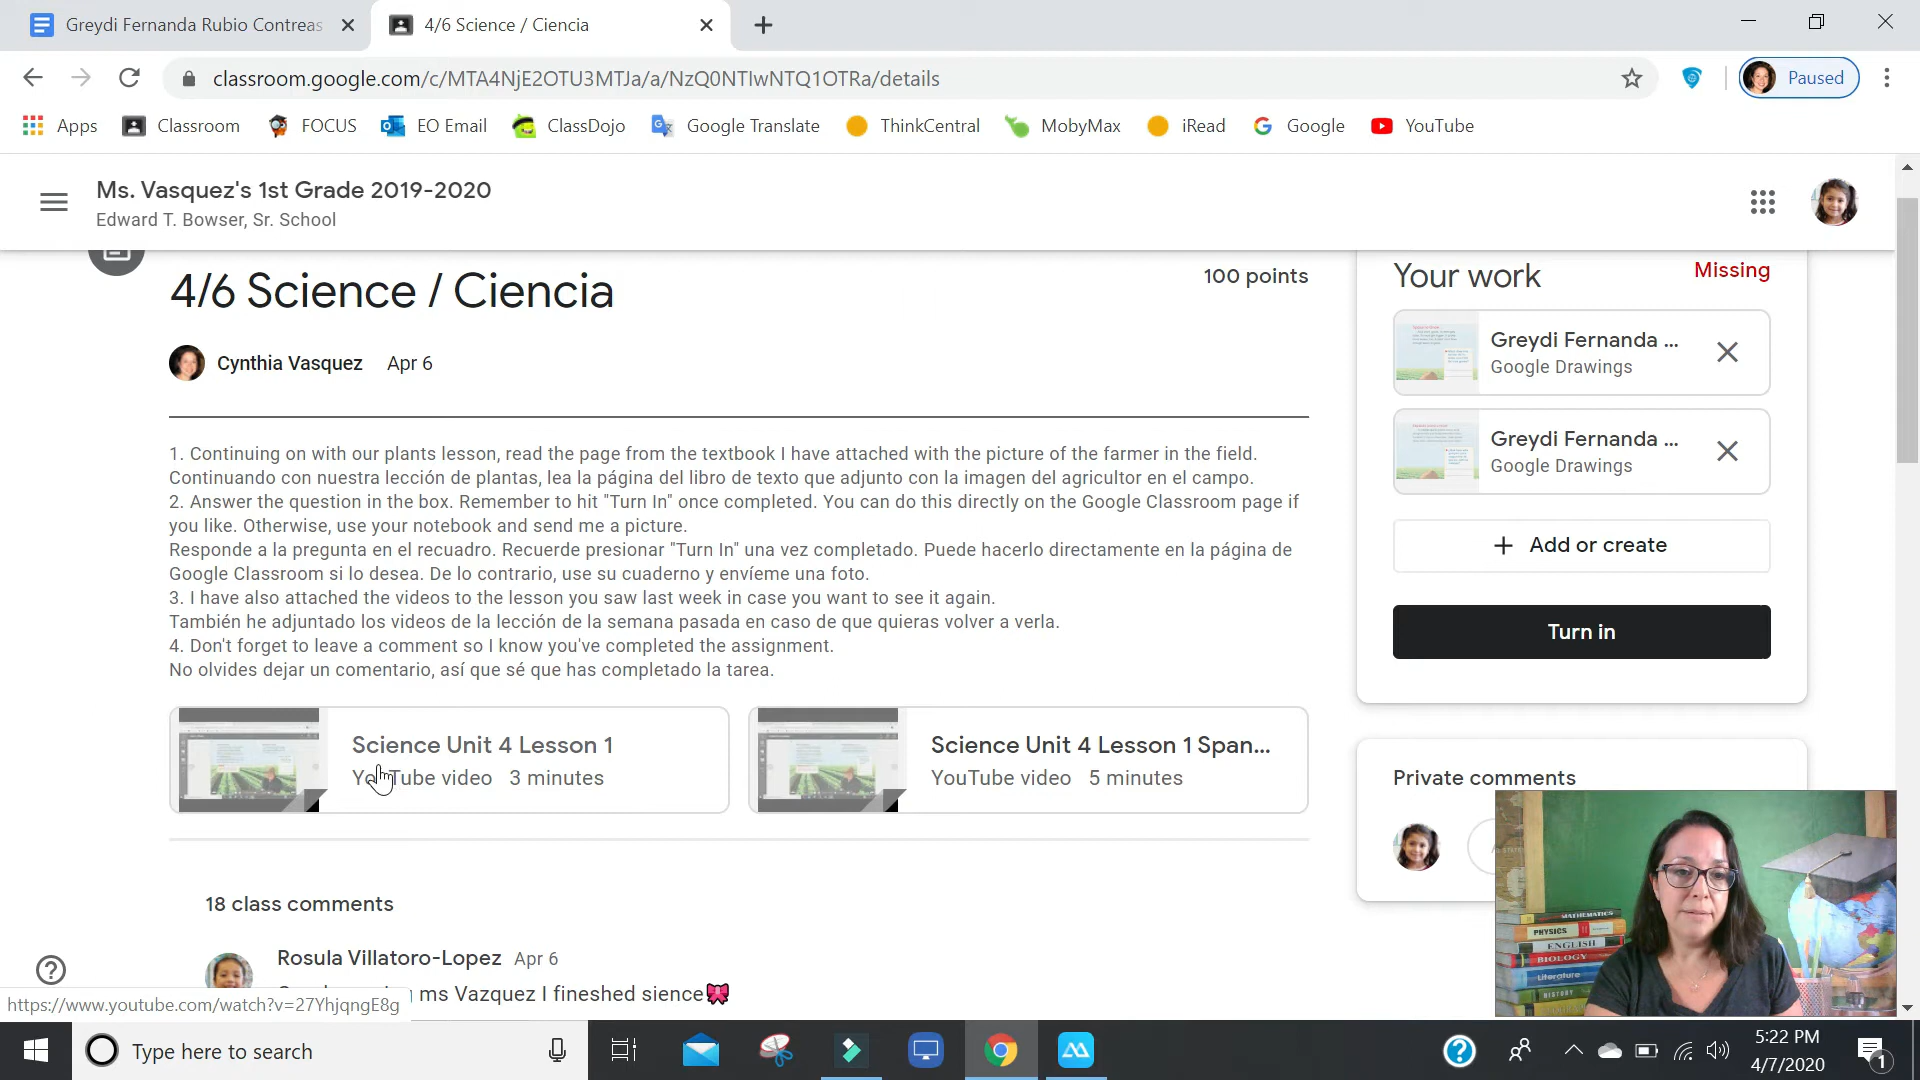 Greydi Fernanda Rubio Contreas
4/6 Science / Ciencia
classroom.google.com/c/MTA4NjE2OTU3MTJa/a/NzQ0NTIwNTQ1OTRa/details
Paused
Apps
Classroom
FOCUS
EO Email
ClassDojo
Google Translate
ThinkCentral
MobyMax
iRead
Google
YouTube
Ms. Vasquez's 1st Grade 2019-2020
Edward T. Bowser, Sr. School
4/6 Science / Ciencia
100 points
Cynthia Vasquez Apr 6
1. Continuing on with our plants lesson, read the page from the textbook I have attached with the picture of the farmer in the field.
Continuando con nuestra lección de plantas, lea la página del libro de texto que adjunto con la imagen del agricultor en el campo.
2. Answer the question in the box. Remember to hit "Turn In" once completed. You can do this directly on the Google Classroom page if
you like. Otherwise, use your notebook and send me a picture.
Responde a la pregunta en el recuadro. Recuerde presionar "Turn In" una vez completado. Puede hacerlo directamente en la página de
Google Classroom si lo desea. De lo contrario, use su cuaderno y envíeme una foto.
3. I have also attached the videos to the lesson you saw last week in case you want to see it again.
También he adjuntado los videos de la lección de la semana pasada en caso de que quieras volver a verla.
4. Don't forget to leave a comment so I know you've completed the assignment.
No olvides dejar un comentario, así que sé que has completado la tarea.
Science Unit 4 Lesson 1
YouTube video 3 minutes
Science Unit 4 Lesson 1 Span...
YouTube video 5 minutes
18 class comments
Rosula Villatoro-Lopez Apr 6
ms Vazquez I fineshed sience
https://www.youtube.com/watch?v=27YhjqngE8g
Your work
Missing
Greydi Fernanda ...
Google Drawings
Greydi Fernanda ...
Google Drawings
+ Add or create
Turn in
Private comments
MATHEMATICS
PHYSICS
ENGLISH
BIOLOGY
Literature
HISTORY
Type here to search
5:22 PM
4/7/2020
1